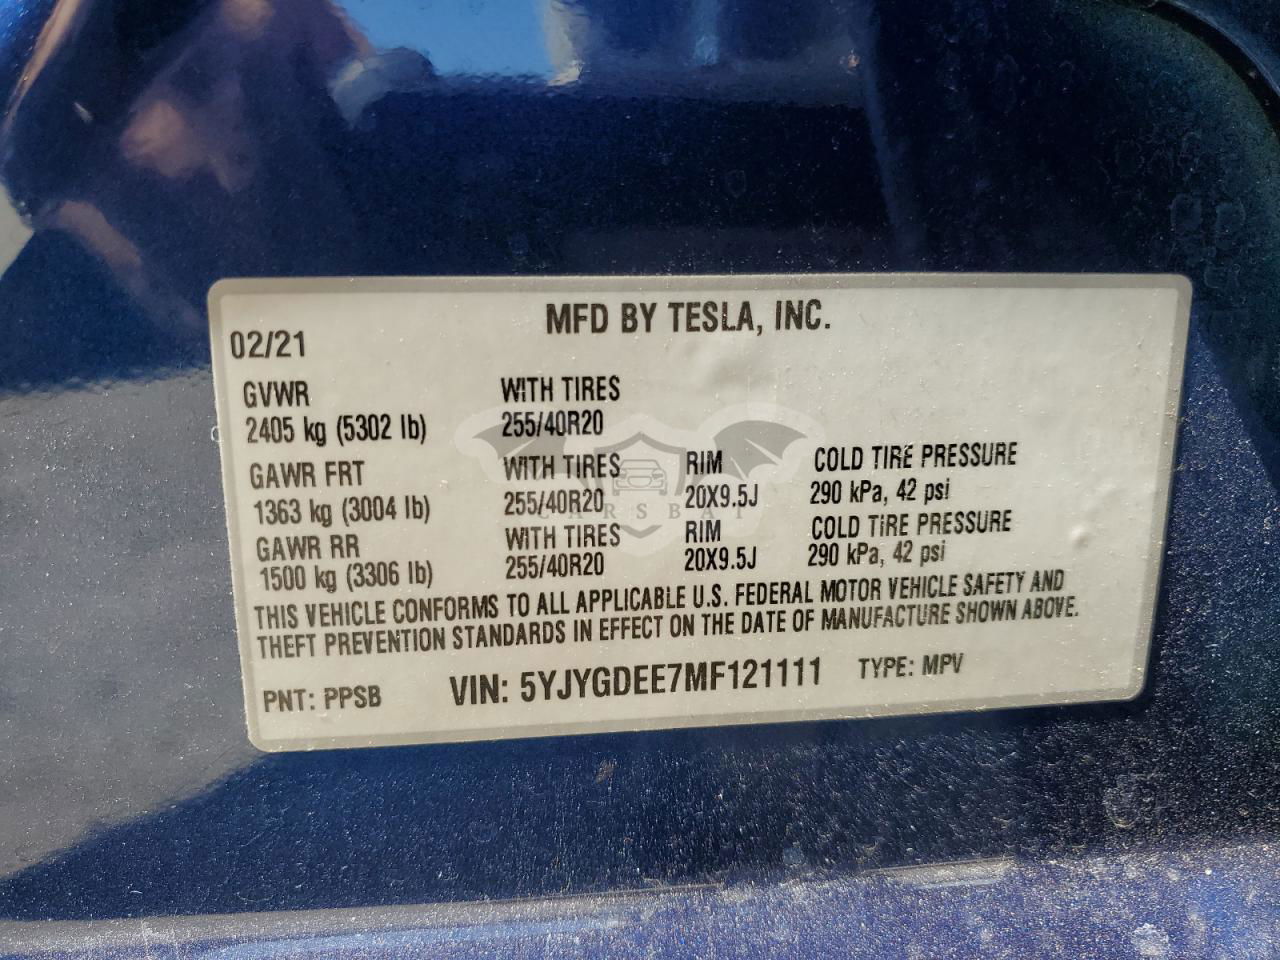 MFD BY TESLA, INC.
02/21
GVWR WITH TIRES
2405 kg (5302 lb) 255/40R20
GAWR FRT WITH TIRES RIM COLD TIRE PRESSURE
1363 kg (3004 lb) 255/40R20 20X9.5J 290 kPa, 42 psi
GAWR RR WITH TIRES RIM COLD TIRE PRESSURE
1500 kg (3306 lb) 255/40R20 20X9.5J 290 kPa, 42 psi
THIS VEHICLE CONFORMS TO ALL APPLICABLE U.S. FEDERAL MOTOR VEHICLE SAFETY AND
THEFT PREVENTION STANDARDS IN EFFECT ON THE DATE OF MANUFACTURE SHOWN ABOVE.
PNT: PPSB VIN: 5YJYGDEE7MF121111 TYPE: MPV
CARSBAT